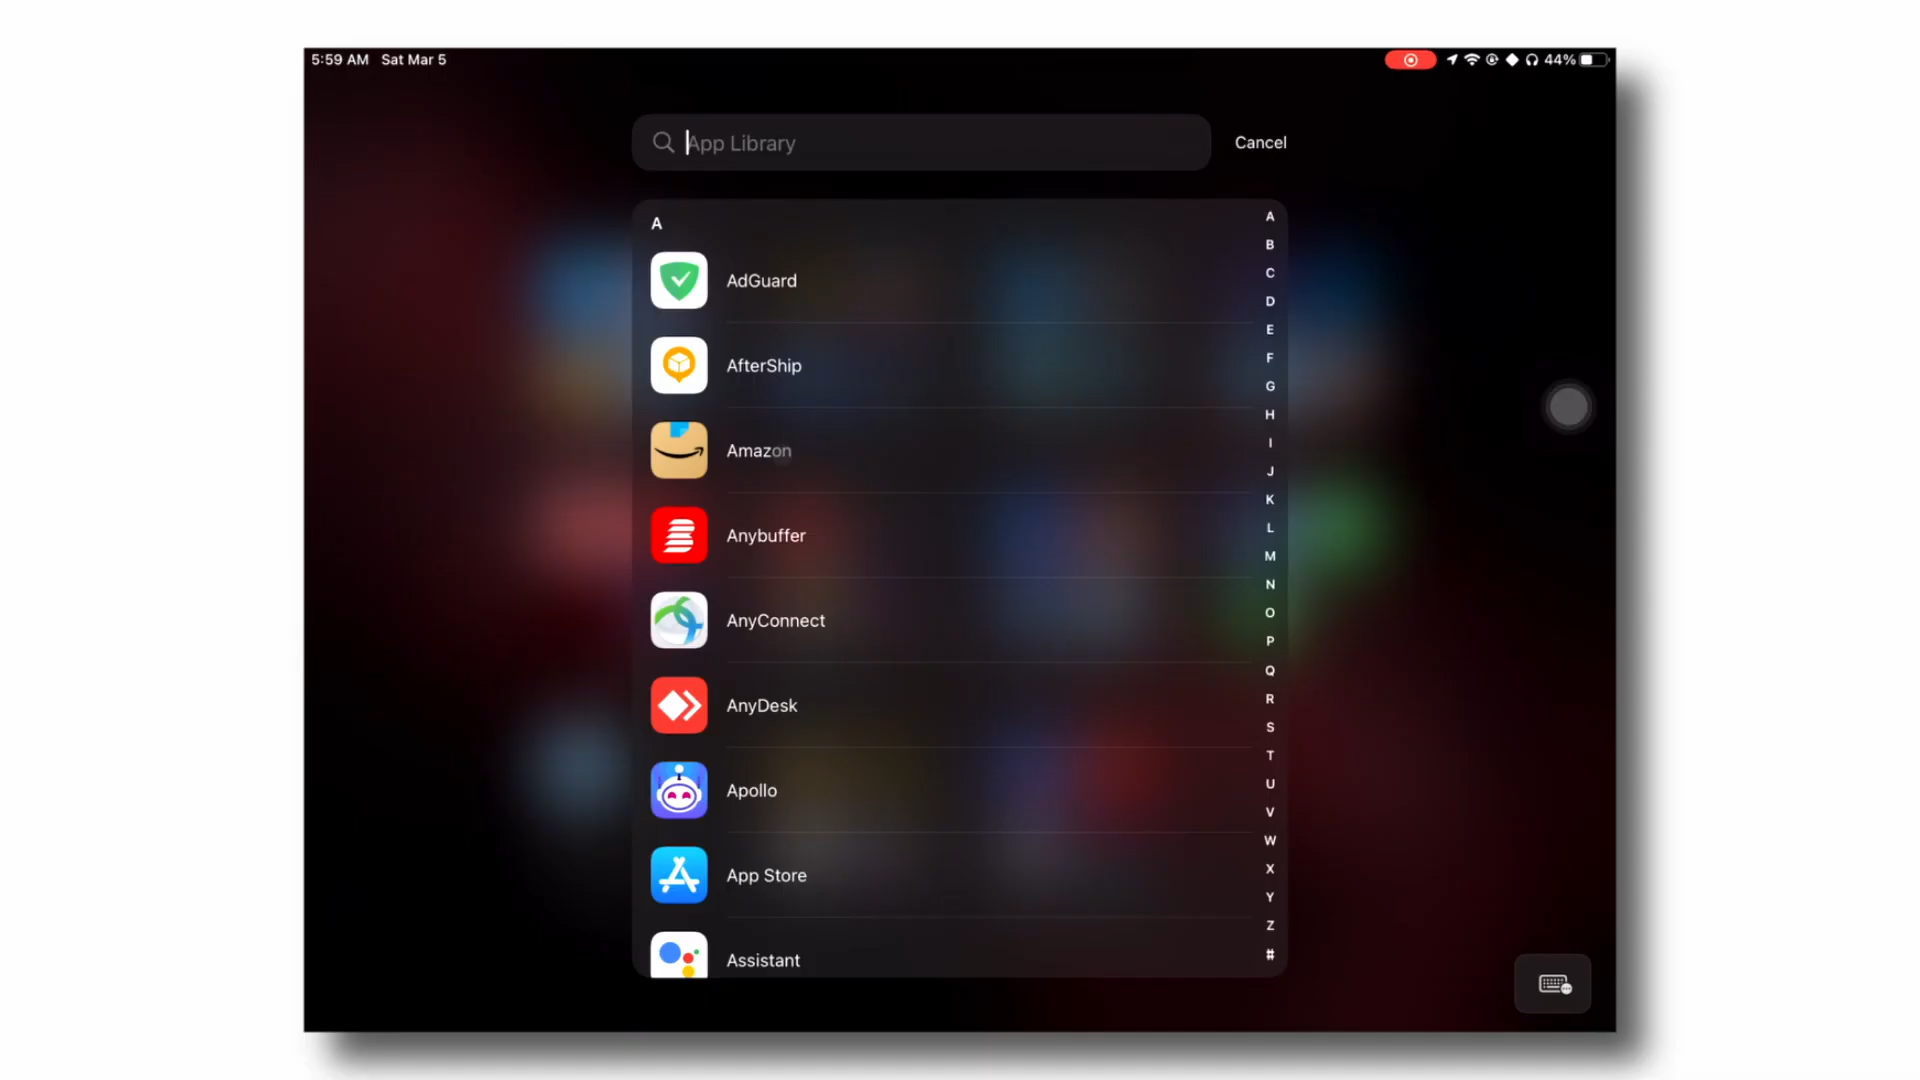 5:59 AM Sat Mar 5
44%
App Library
Cancel
A
AdGuard
AfterShip
Amazon
Anybuffer
AnyConnect
AnyDesk
Apollo
App Store
Assistant
A
B
C
D
E
F
G
H
I
J
K
L
M
N
O
P
Q
R
S
T
U
V
W
X
Y
Z
#